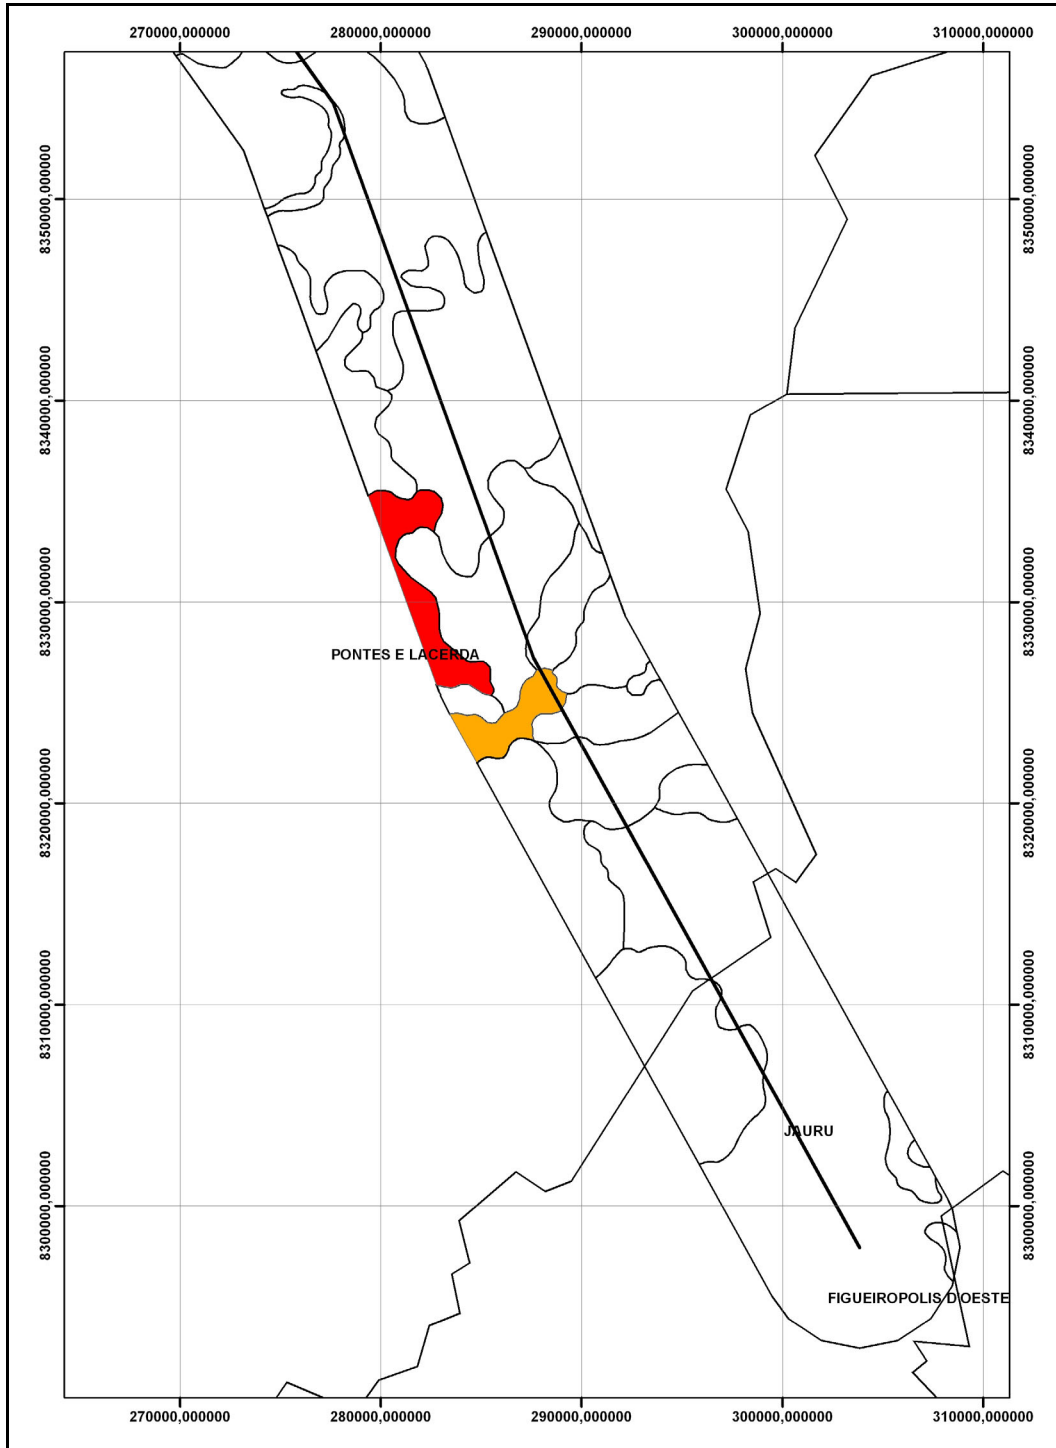 270000,000000 280000,000000 290000,000000 300000,000000 310000,000000
8350000,000000 8350000,000000
8340000,000000 8340000,000000
8330000,000000 8330000,000000
PONTES E LACERDA
8320000,000000 8320000,000000
8310000,000000 8310000,000000
JAURU
8300000,000000 8300000,000000
FIGUEIROPOLIS D'OESTE
270000,000000 280000,000000 290000,000000 300000,000000 310000,000000